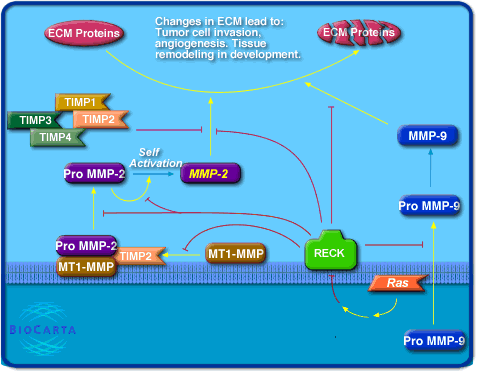 ECM Proteins
Changes in ECM lead to:
Tumor cell invasion,
angiogenesis. Tissue
remodeling in development.
ECM Proteins
TIMP1
TIMP3
TIMP2
TIMP4
MMP-9
Self
Activation
Pro MMP-2
MMP-2
Pro MMP-9
Pro MMP-2
MT1-MMP
TIMP2
MT1-MMP
RECK
Ras
BIOCARTA
Pro MMP-9